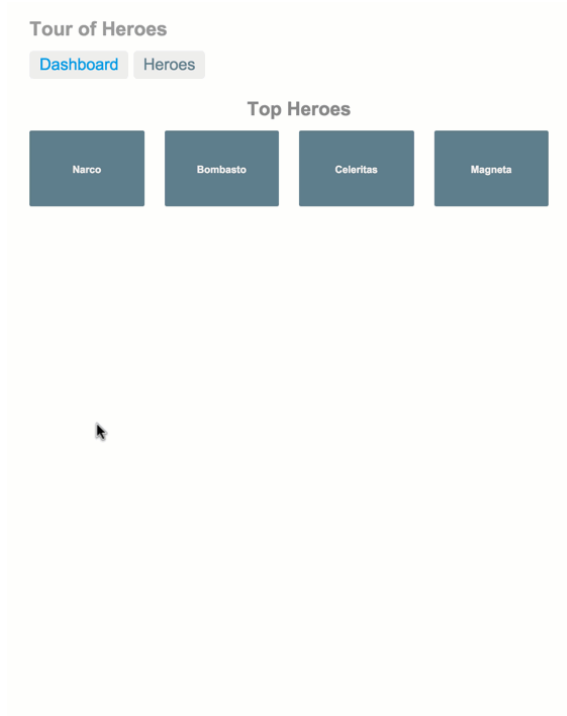 Tour of Heroes
Dashboard Heroes
Top Heroes
Narco Bombasto Celeritas Magneta